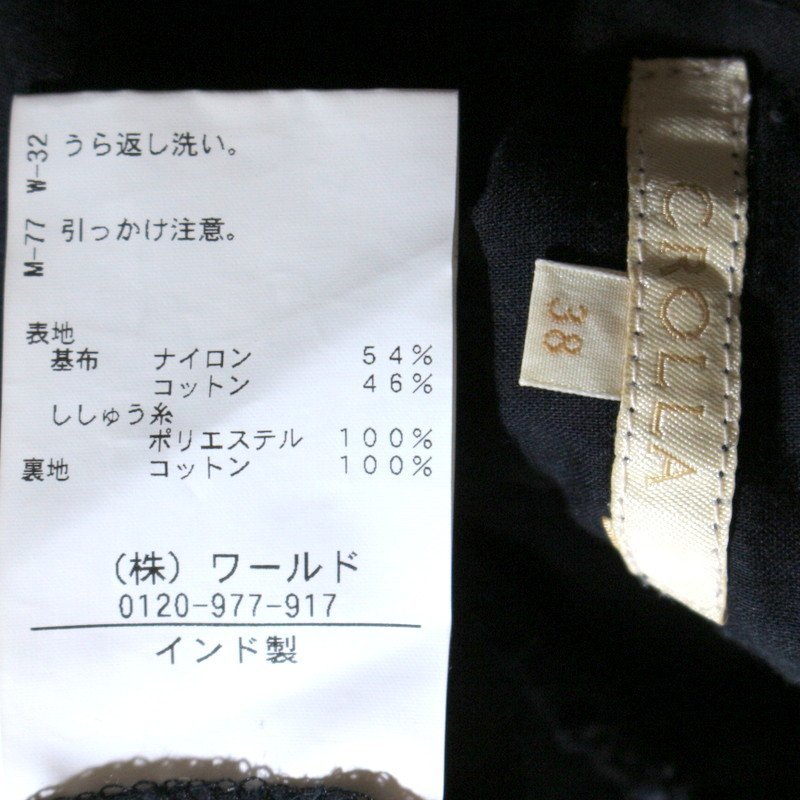 W-32 うら返し洗い。
M-77 引っかけ注意。
表地
基布 ナイロン 54%
コットン 46%
ししゅう糸
ポリエステル 100%
裏地 コットン 100%
(株) ワールド
0120-977-917
インド製
CROLLA
38